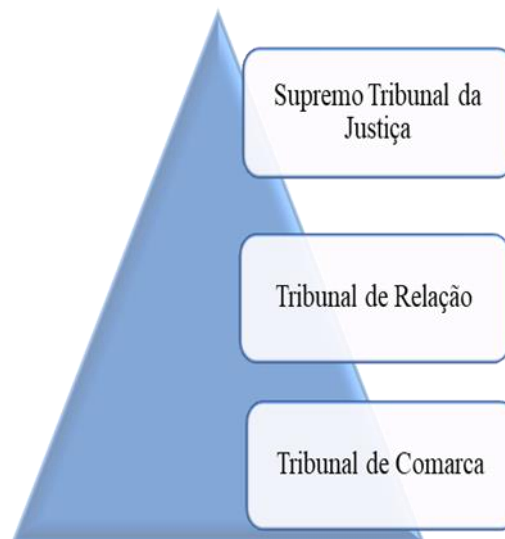 Supremo Tribunal da
Justiça
Tribunal de Relação
Tribunal de Comarca